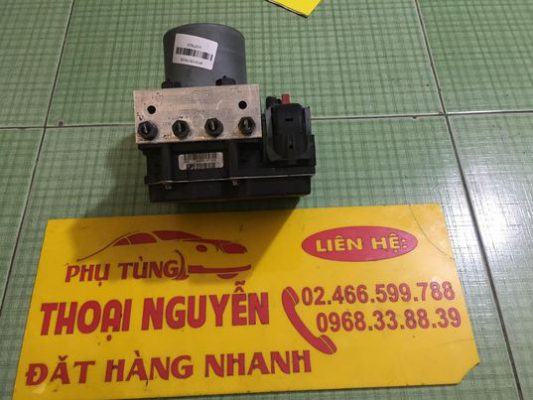 LIÊN HỆ:
PHỤ TÙNG
THOẠI NGUYỄN
02.466.599.788
0968.33.88.39
ĐẶT HÀNG NHANH